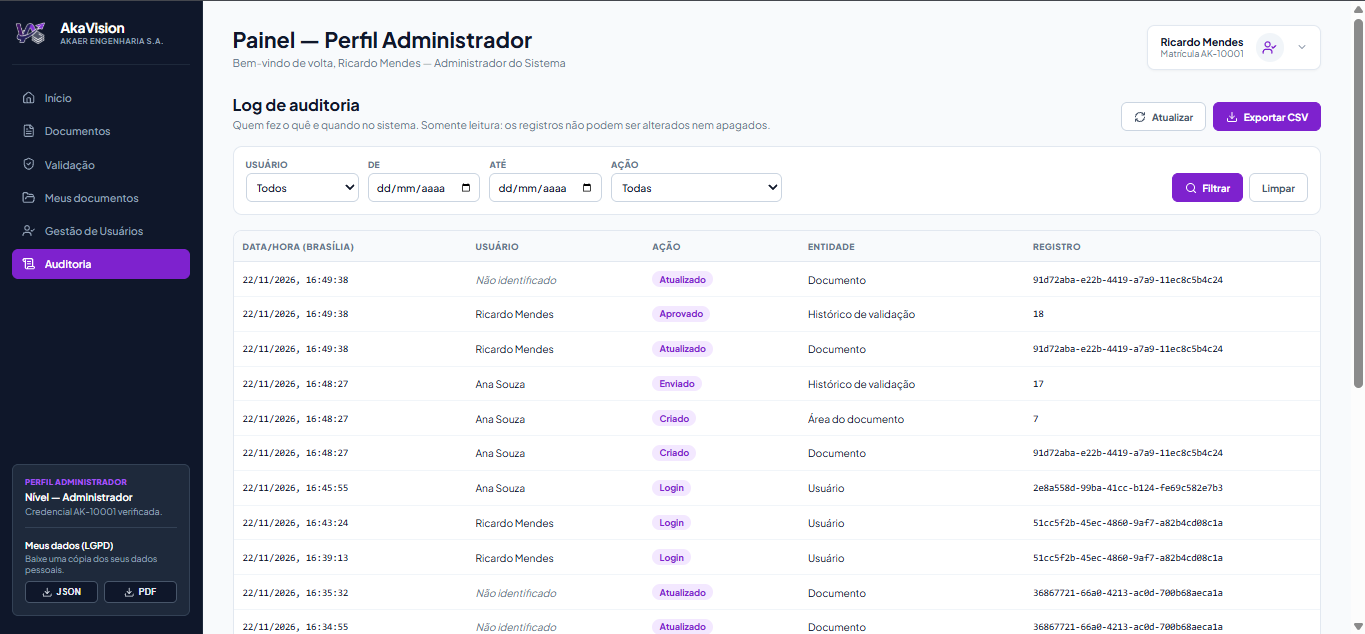 AkaVision
AKAER ENGENHARIA S.A.
Início
Documentos
Validação
Meus documentos
Gestão de Usuários
Auditoria
PERFIL ADMINISTRADOR
Nível — Administrador
Credencial AK-10001 verificada.
Meus dados (LGPD)
Baixe uma cópia dos seus dados
pessoais.
JSON PDF
Painel — Perfil Administrador
Bem-vindo de volta, Ricardo Mendes — Administrador do Sistema
Ricardo Mendes
Matrícula AK-10001
Log de auditoria
Quem fez o quê e quando no sistema. Somente leitura: os registros não podem ser alterados nem apagados.
Atualizar Exportar CSV
USUÁRIO DE ATÉ AÇÃO
Todos dd/mm/aaaa dd/mm/aaaa Todas Filtrar Limpar
DATA/HORA (BRASÍLIA) USUÁRIO AÇÃO ENTIDADE REGISTRO
22/11/2026, 16:49:38 Não identificado Atualizado Documento 91d72aba-e22b-4419-a7a9-11ec8c5b4c24
22/11/2026, 16:49:38 Ricardo Mendes Aprovado Histórico de validação 18
22/11/2026, 16:49:38 Ricardo Mendes Atualizado Documento 91d72aba-e22b-4419-a7a9-11ec8c5b4c24
22/11/2026, 16:48:27 Ana Souza Enviado Histórico de validação 17
22/11/2026, 16:48:27 Ana Souza Criado Área do documento 7
22/11/2026, 16:48:27 Ana Souza Criado Documento 91d72aba-e22b-4419-a7a9-11ec8c5b4c24
22/11/2026, 16:45:55 Ana Souza Login Usuário 2e8a558d-99ba-41cc-b124-fe69c582e7b3
22/11/2026, 16:43:24 Ricardo Mendes Login Usuário 51cc5f2b-45ec-4860-9af7-a82b4cd08c1a
22/11/2026, 16:39:13 Ricardo Mendes Login Usuário 51cc5f2b-45ec-4860-9af7-a82b4cd08c1a
22/11/2026, 16:35:32 Não identificado Atualizado Documento 36867721-66a0-4213-ac0d-700b68aeca1a
22/11/2026, 16:34:55 Não identificado Atualizado Documento 36867721-66a0-4213-ac0d-700b68aeca1a